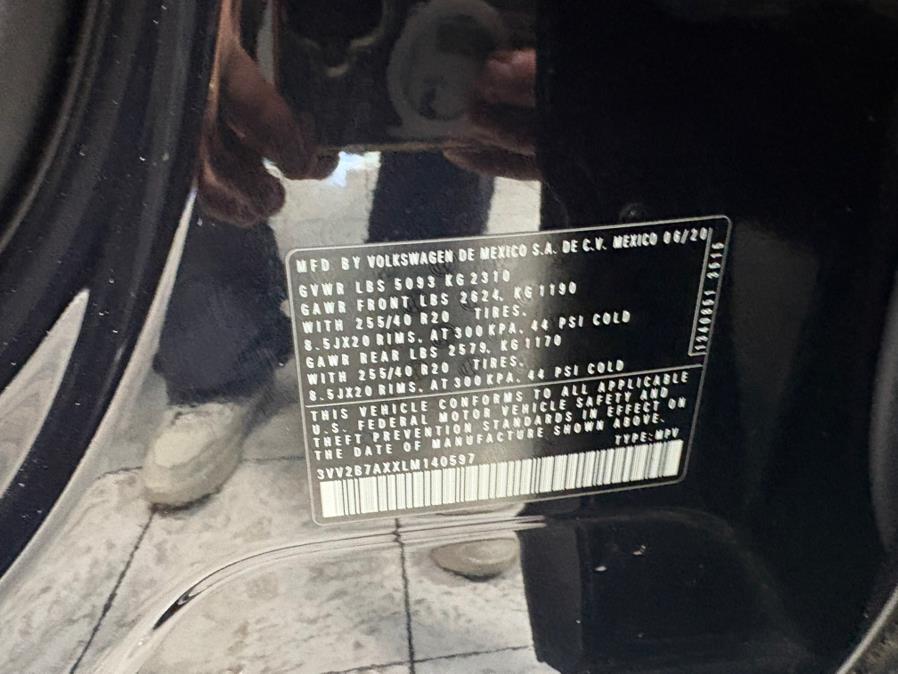 MFD BY VOLKSWAGEN DE MEXICO S.A. DE C.V. MEXICO 06/20
GVWR LBS 5093 KG 2310
GAWR FRONT LBS 2624, KG 1190
WITH 255/40 R20 TIRES,
8.5JX20 RIMS, AT 300 KPA, 44 PSI COLD
GAWR REAR LBS 2579, KG 1170
WITH 255/40 R20 TIRES,
8.5JX20 RIMS, AT 300 KPA, 44 PSI COLD
THIS VEHICLE CONFORMS TO ALL APPLICABLE
U.S. FEDERAL MOTOR VEHICLE SAFETY AND
THEFT PREVENTION STANDARDS IN EFFECT ON
THE DATE OF MANUFACTURE SHOWN ABOVE.
3VV2B7AXXLM140597 TYPE: MPV